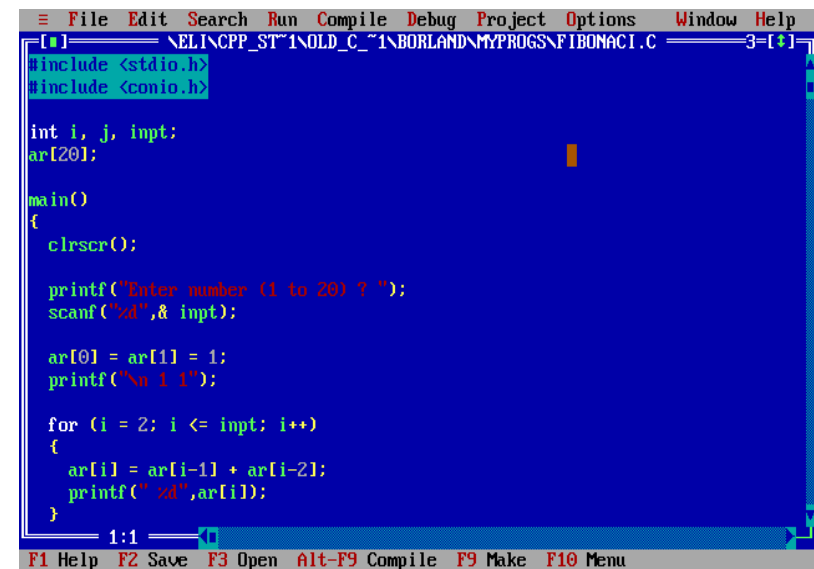 ≡ File Edit Search Run Compile Debug Project Options Window Help
[■] \ELI\CPP_ST~1\OLD_C_~1\BORLAND\MYPROGS\FIBONACI.C 3=[↕]
#include <stdio.h>
#include <conio.h>
int i, j, inpt;
ar[20];
main()
{
clrscr();
printf("Enter number (1 to 20) ? ");
scanf("%d",& inpt);
ar[0] = ar[1] = 1;
printf("\n 1 1");
for (i = 2; i <= inpt; i++)
{
ar[i] = ar[i-1] + ar[i-2];
printf(" %d",ar[i]);
}
1:1
F1 Help F2 Save F3 Open Alt-F9 Compile F9 Make F10 Menu